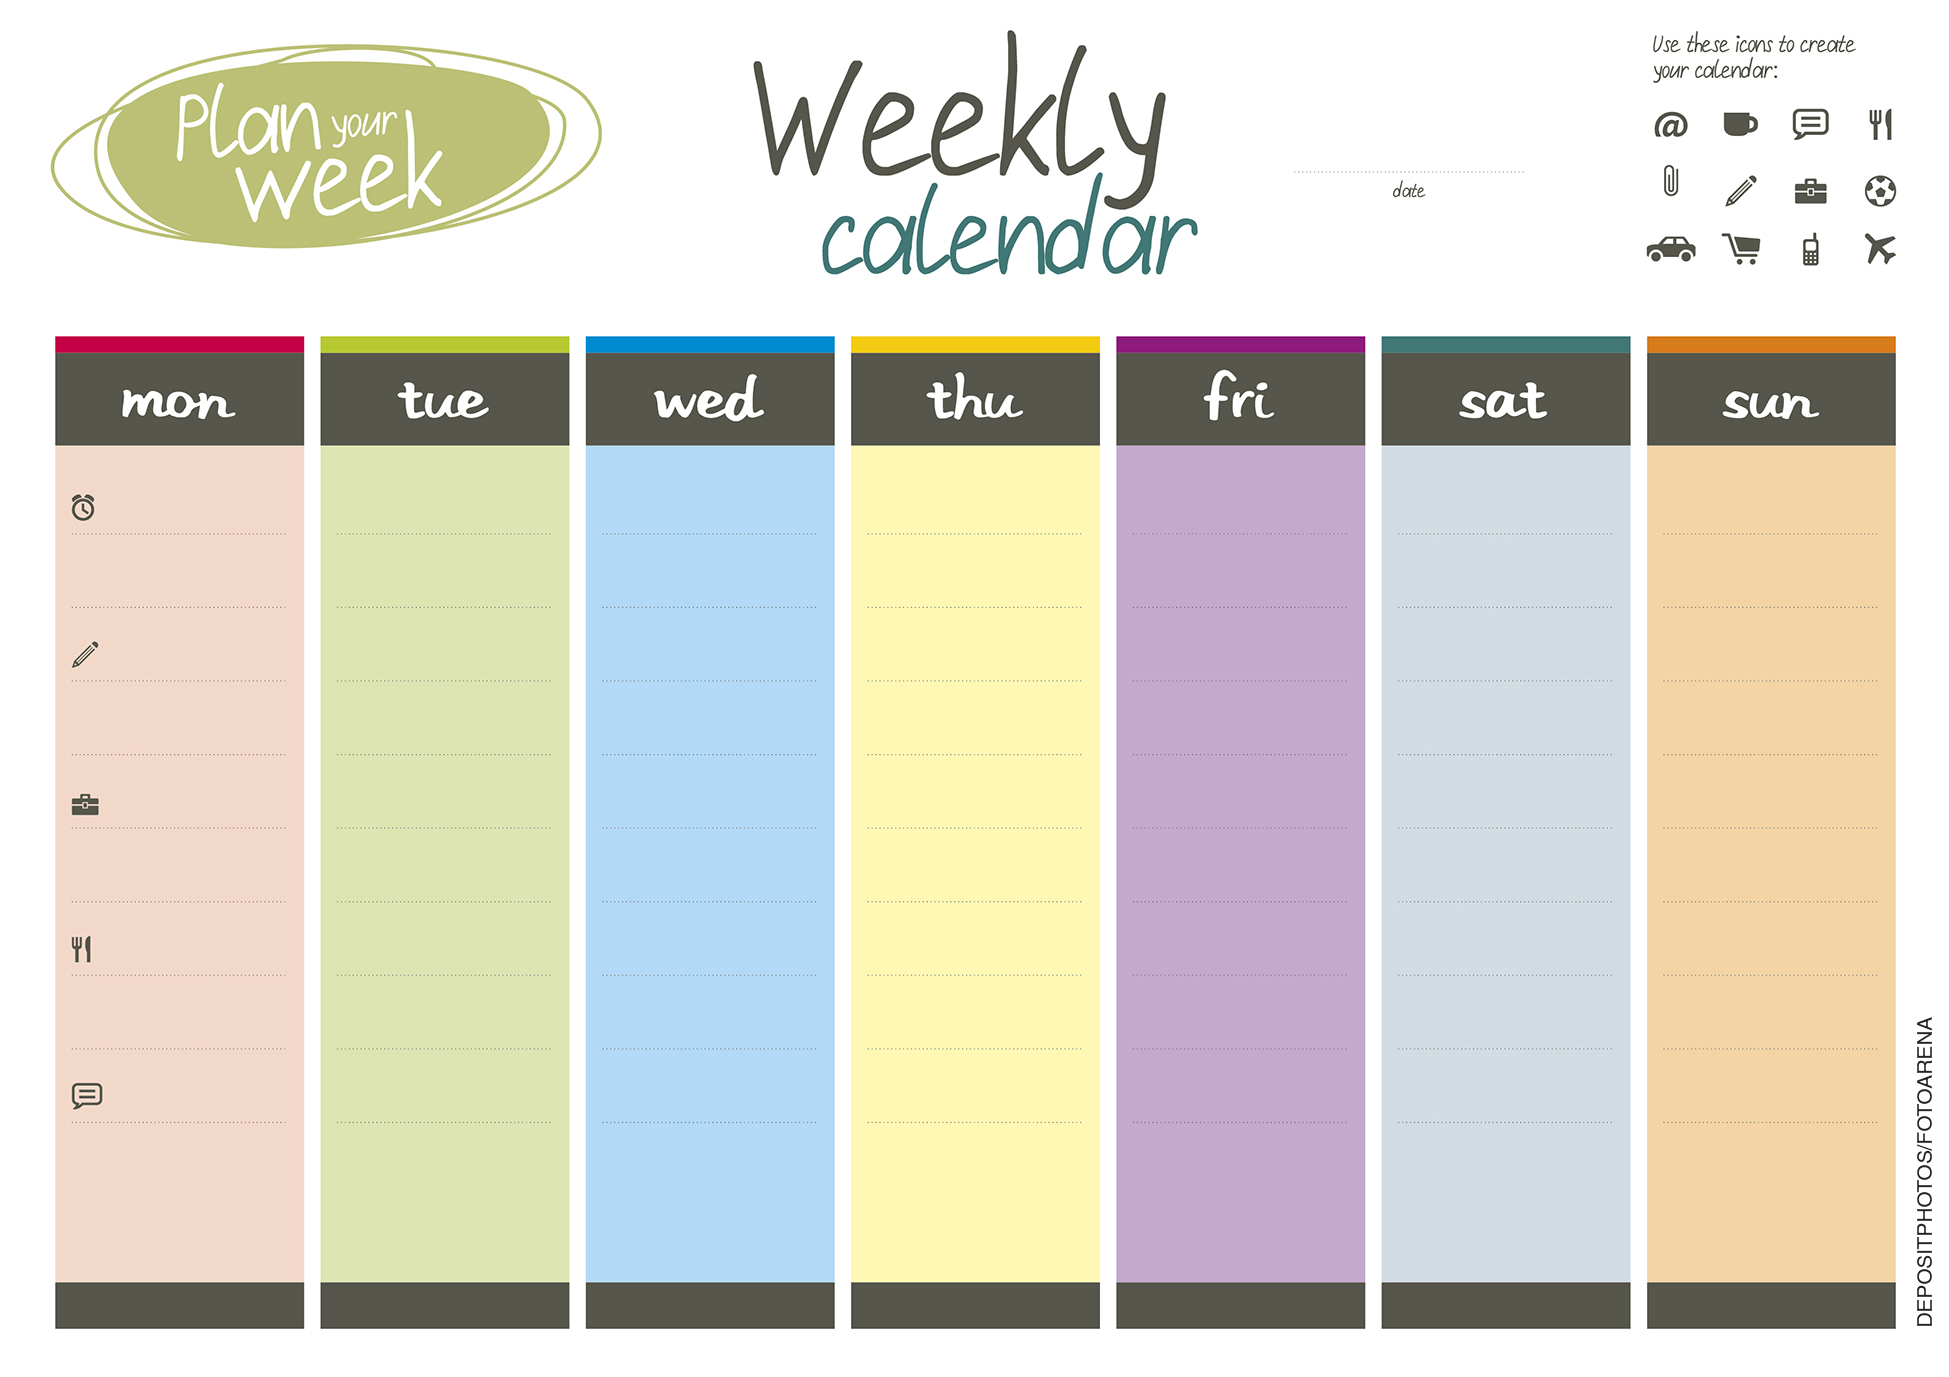 Plan your
week
Weekly
calendar
date
Use these icons to create
your calendar:
@
mon
tue
wed
thu
fri
sat
sun
DEPOSITPHOTOS/FOTOARENA